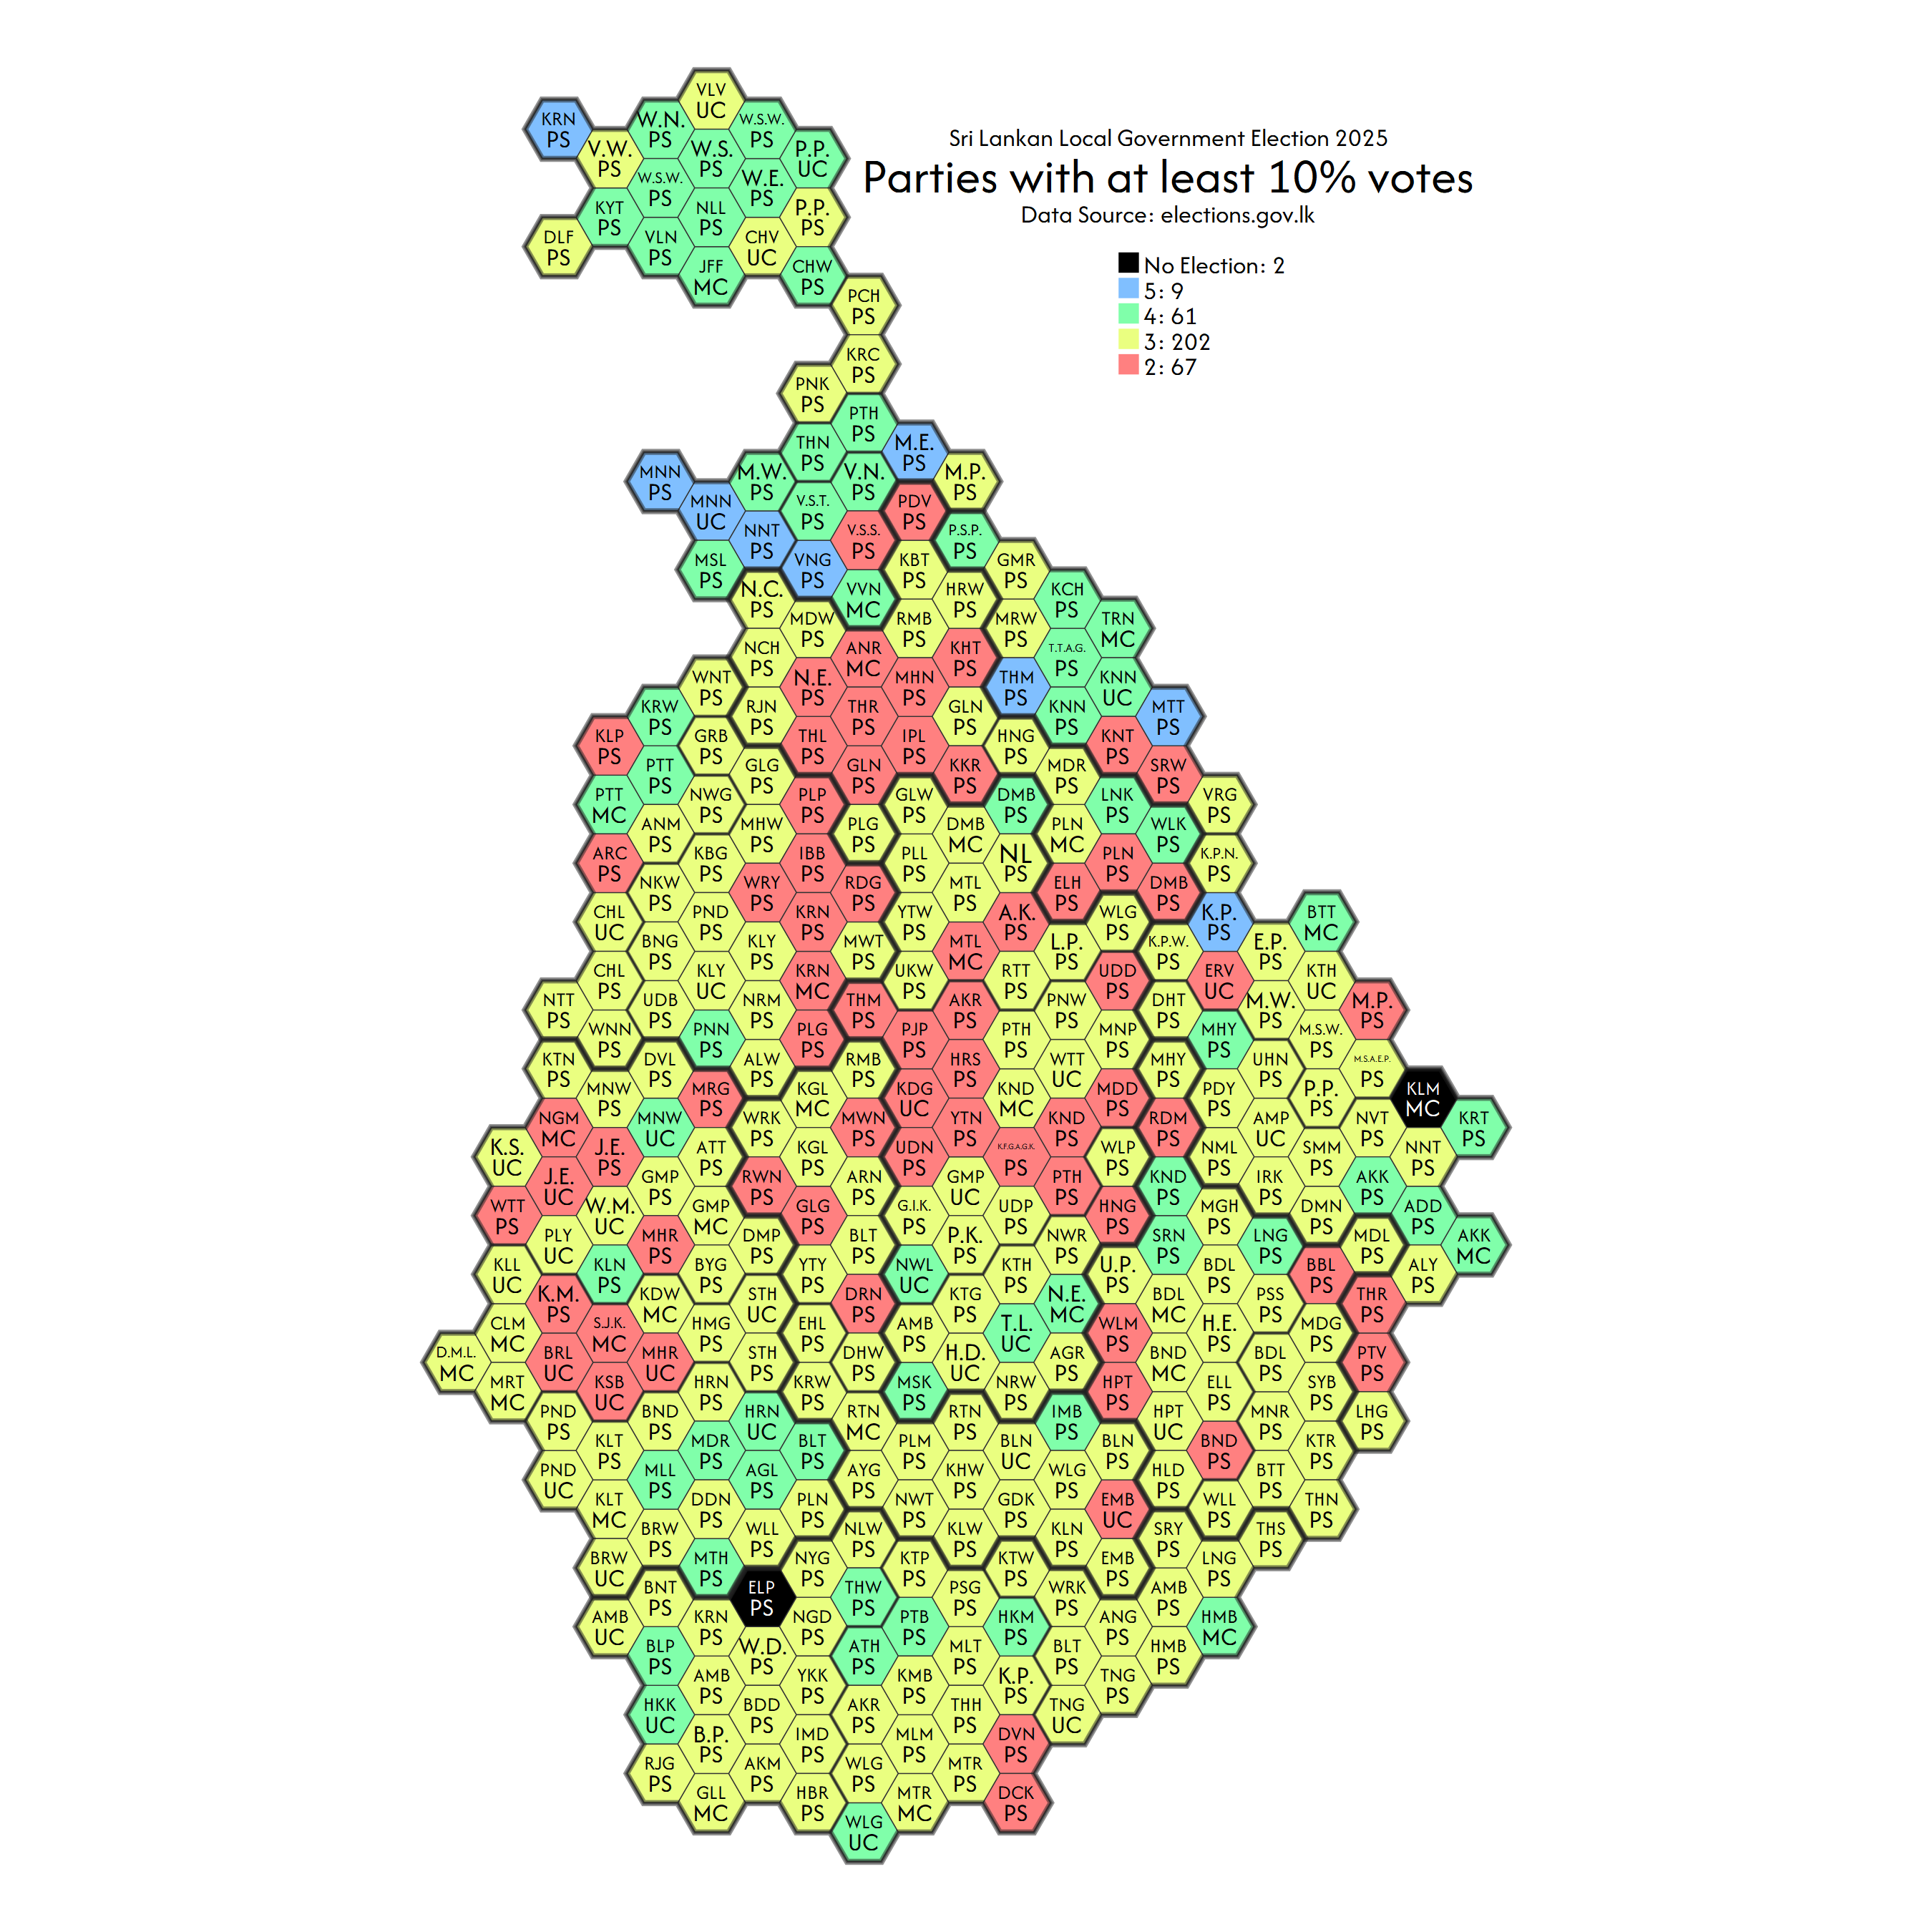 Sri Lankan Local Government Election 2025
Parties with at least 10% votes
Data Source: elections.gov.lk
No Election: 2
5: 9
4: 61
3: 202
2: 67
VLV
UC
KRN W.N. W.S.W.
PS PS PS
V.W. W.S. P.P.
PS PS UC
W.S.W. W.E.
PS PS
KYT NLL P.P.
PS PS PS
DLF VLN CHV
PS PS UC
JFF CHW
MC PS
PCH
PS
KRC
PS
PNK
PS
PTH
PS
THN M.E.
PS PS
MNN M.W. V.N. M.P.
PS PS PS PS
MNN V.S.T. PDV
UC PS PS
NNT V.S.S. P.S.P.
PS PS PS
MSL VNG KBT GMR
PS PS PS PS
N.C. VVN HRW KCH
PS MC PS PS
MDW RMB MRW TRN
PS PS PS MC
NCH ANR KHT T.T.A.G.
PS MC PS PS
WNT N.E. MHN THM KNN
PS PS PS PS UC
KRW RJN THR GLN KNN MTT
PS PS PS PS PS PS
KLP GRB THL IPL HNG KNT
PS PS PS PS PS PS
PTT GLG GLN KKR MDR SRW
PS PS PS PS PS PS
PTT NWG PLP GLW DMB LNK VRG
MC PS PS PS PS PS PS
ANM MHW PLG DMB PLN WLK
PS PS PS MC MC PS
ARC KBG IBB PLL NL PLN K.P.N.
PS PS PS PS PS PS PS
NKW WRY RDG MTL ELH DMB
PS PS PS PS PS PS
CHL PND KRN YTW A.K. WLG K.P. BTT
UC PS PS PS PS PS PS MC
BNG KLY MWT MTL L.P. K.P.W. E.P.
PS PS PS MC PS PS PS
CHL KLY KRN UKW RTT UDD ERV KTH
PS UC MC PS PS PS UC UC
NTT UDB NRM THM AKR PNW DHT M.W. M.P.
PS PS PS PS PS PS PS PS PS
WNN PNN PLG PJP PTH MNP MHY M.S.W.
PS PS PS PS PS PS PS PS
KTN DVL ALW RMB HRS WTT MHY UHN M.S.A.E.P.
PS PS PS PS PS UC PS PS PS
MNW MRG KGL KDG KND MDD PDY P.P. KLM
PS PS MC UC MC PS PS PS MC
NGM MNW WRK MWN YTN KND RDM AMP NVT KRT
MC UC PS PS PS PS PS UC PS PS
K.S. J.E. ATT KGL UDN K.F.G.A.G.K. WLP NML SMM NNT
UC PS PS PS PS PS PS PS PS PS
J.E. GMP RWN ARN GMP PTH KND IRK AKK
UC PS PS PS UC PS PS PS PS
WTT W.M. GMP GLG G.I.K. UDP HNG MGH DMN ADD
PS UC MC PS PS PS PS PS PS PS
PLY MHR DMP BLT P.K. NWR SRN LNG MDL AKK
UC PS PS PS PS PS PS PS PS MC
KLL KLN BYG YTY NWL KTH U.P. BDL BBL ALY
UC PS PS PS UC PS PS PS PS PS
K.M. KDW STH DRN KTG N.E. BDL PSS THR
PS MC UC PS PS MC MC PS PS
CLM S.J.K. HMG EHL AMB T.L. WLM H.E. MDG
MC MC PS PS PS UC PS PS PS
D.M.L. BRL MHR STH DHW H.D. AGR BND BDL PTV
MC UC UC PS PS UC PS MC PS PS
MRT KSB HRN KRW MSK NRW HPT ELL SYB
MC UC PS PS PS PS PS PS PS
PND BND HRN RTN RTN IMB HPT MNR LHG
PS PS UC MC PS PS UC PS PS
KLT MDR BLT PLM BLN BLN BND KTR
PS PS PS PS UC PS PS PS
PND MLL AGL AYG KHW WLG HLD BTT
UC PS PS PS PS PS PS PS
KLT DDN PLN NWT GDK EMB WLL THN
MC PS PS PS PS UC PS PS
BRW WLL NLW KLW KLN SRY THS
PS PS PS PS PS PS PS
BRW MTH NYG KTP KTW EMB LNG
UC PS PS PS PS PS PS
BNT ELP THW PSG WRK AMB
PS PS PS PS PS PS
AMB KRN NGD PTB HKM ANG HMB
UC PS PS PS PS PS MC
BLP W.D. ATH MLT BLT HMB
PS PS PS PS PS PS
AMB YKK KMB K.P. TNG
PS PS PS PS PS
HKK BDD AKR THH TNG
UC PS PS PS UC
B.P. IMD MLM DVN
PS PS PS PS
RJG AKM WLG MTR
PS PS PS PS
GLL HBR MTR DCK
MC PS MC PS
WLG
UC